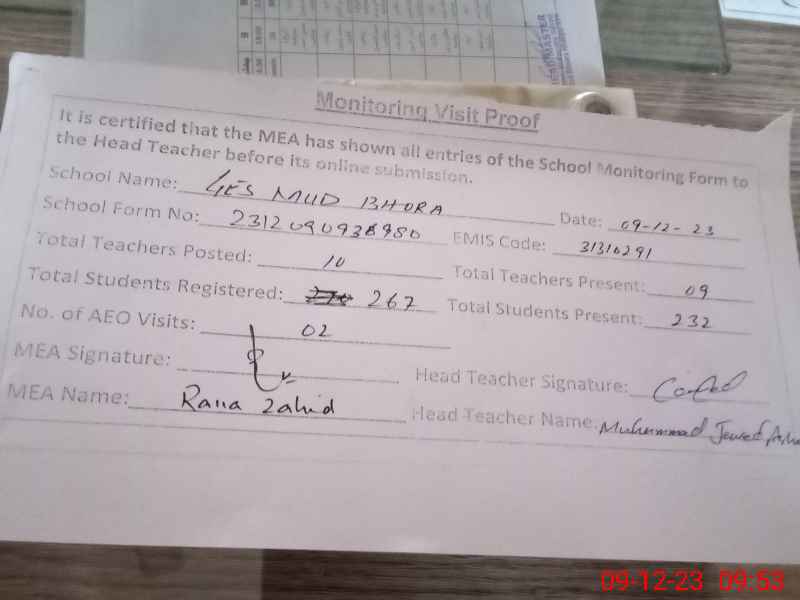 HEADMASTER
Monitoring Visit Proof
It is certified that the MEA has shown all entries of the School Monitoring Form to
the Head Teacher before its online submission.
School Name: GES MUD BHORA Date: 09-12-23
School Form No: 2312090938980 EMIS Code: 31310291
Total Teachers Posted: 10 Total Teachers Present: 09
Total Students Registered: 267 Total Students Present: 232
No. of AEO Visits: 02
MEA Signature: Head Teacher Signature:
MEA Name: Rana Zahid Head Teacher Name: Muhammad Javed
09-12-23 09:53